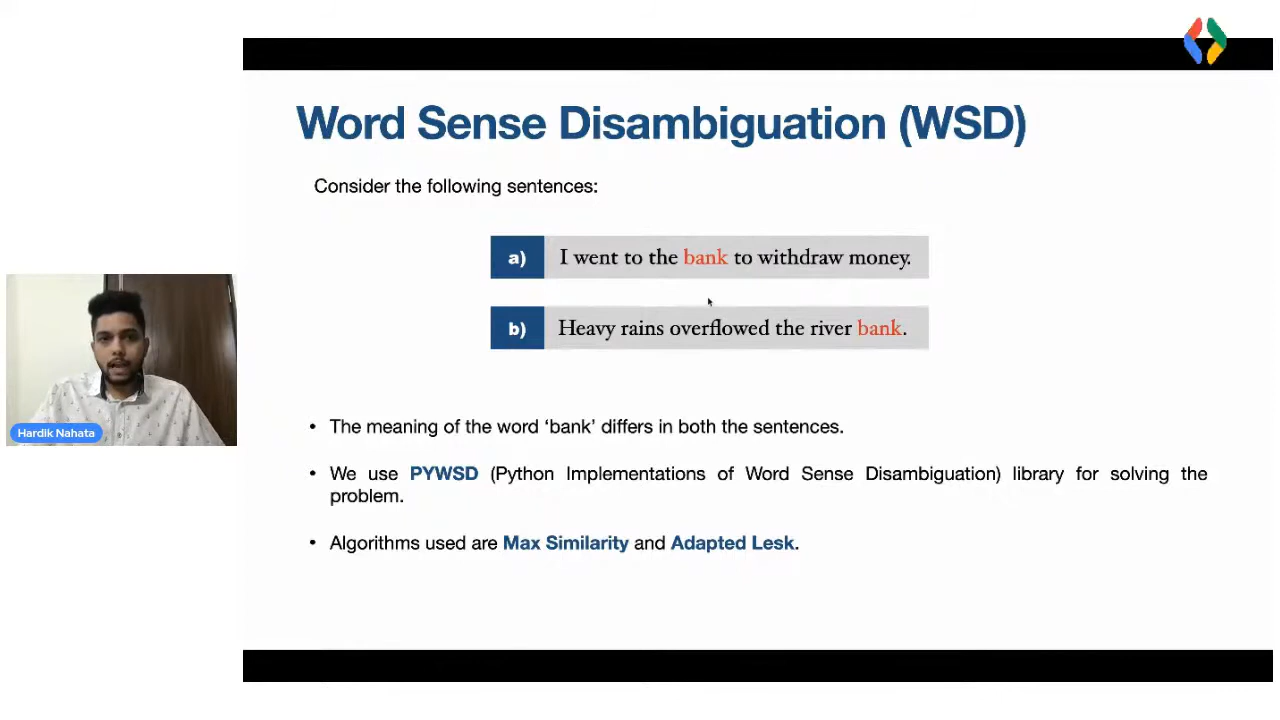 Word Sense Disambiguation (WSD)
Consider the following sentences:
a) I went to the bank to withdraw money.
b) Heavy rains overflowed the river bank.
Hardik Nahata
• The meaning of the word ‘bank’ differs in both the sentences.
• We use PYWSD (Python Implementations of Word Sense Disambiguation) library for solving the
problem.
• Algorithms used are Max Similarity and Adapted Lesk.